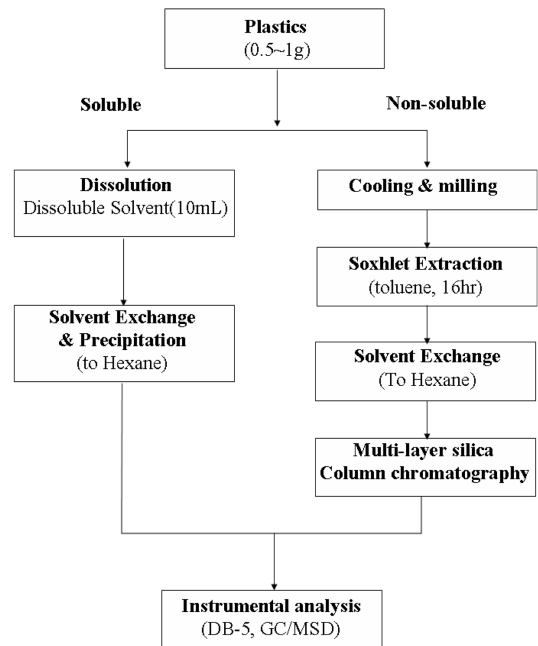 Plastics
(0.5~1g)
Soluble
Non-soluble
Dissolution
Dissoluble Solvent(10mL)
Solvent Exchange
& Precipitation
(to Hexane)
Cooling & milling
Soxhlet Extraction
(toluene, 16hr)
Solvent Exchange
(To Hexane)
Multi-layer silica
Column chromatography
Instrumental analysis
(DB-5, GC/MSD)